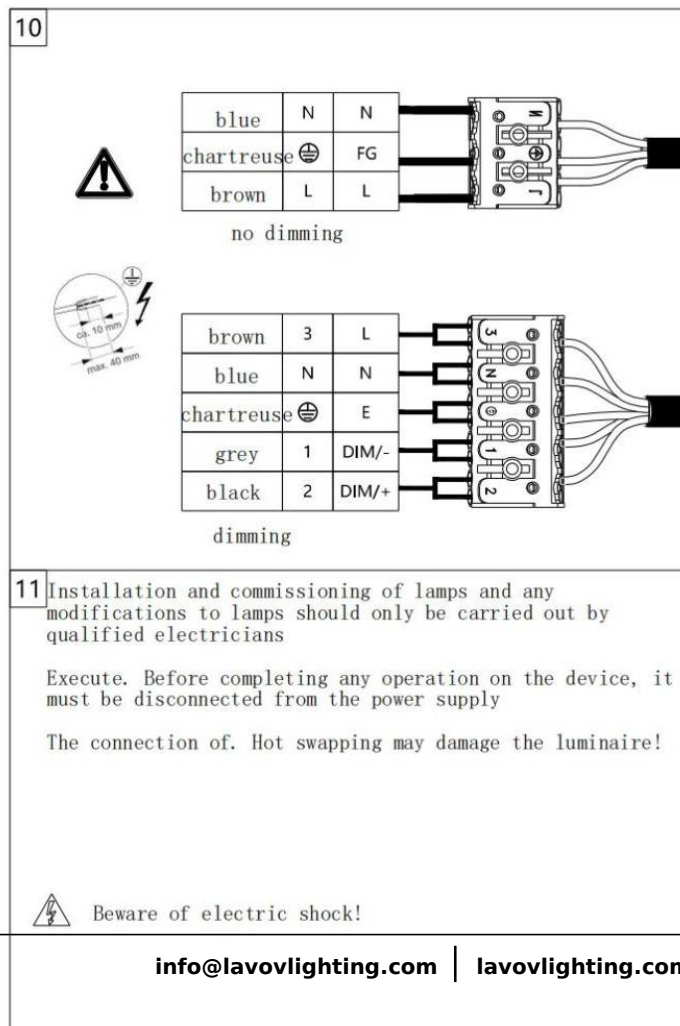 10
blue N N
chartreuse FG
brown L L
no dimming
ca. 10 mm
max. 40 mm
brown 3 L
blue N N
chartreuse E
grey 1 DIM/-
black 2 DIM/+
dimming
N
L
3
N
1
2
11 Installation and commissioning of lamps and any
modifications to lamps should only be carried out by
qualified electricians
Execute. Before completing any operation on the device, it
must be disconnected from the power supply
The connection of. Hot swapping may damage the luminaire!
Beware of electric shock!
info@lavovlighting.com | lavovlighting.com